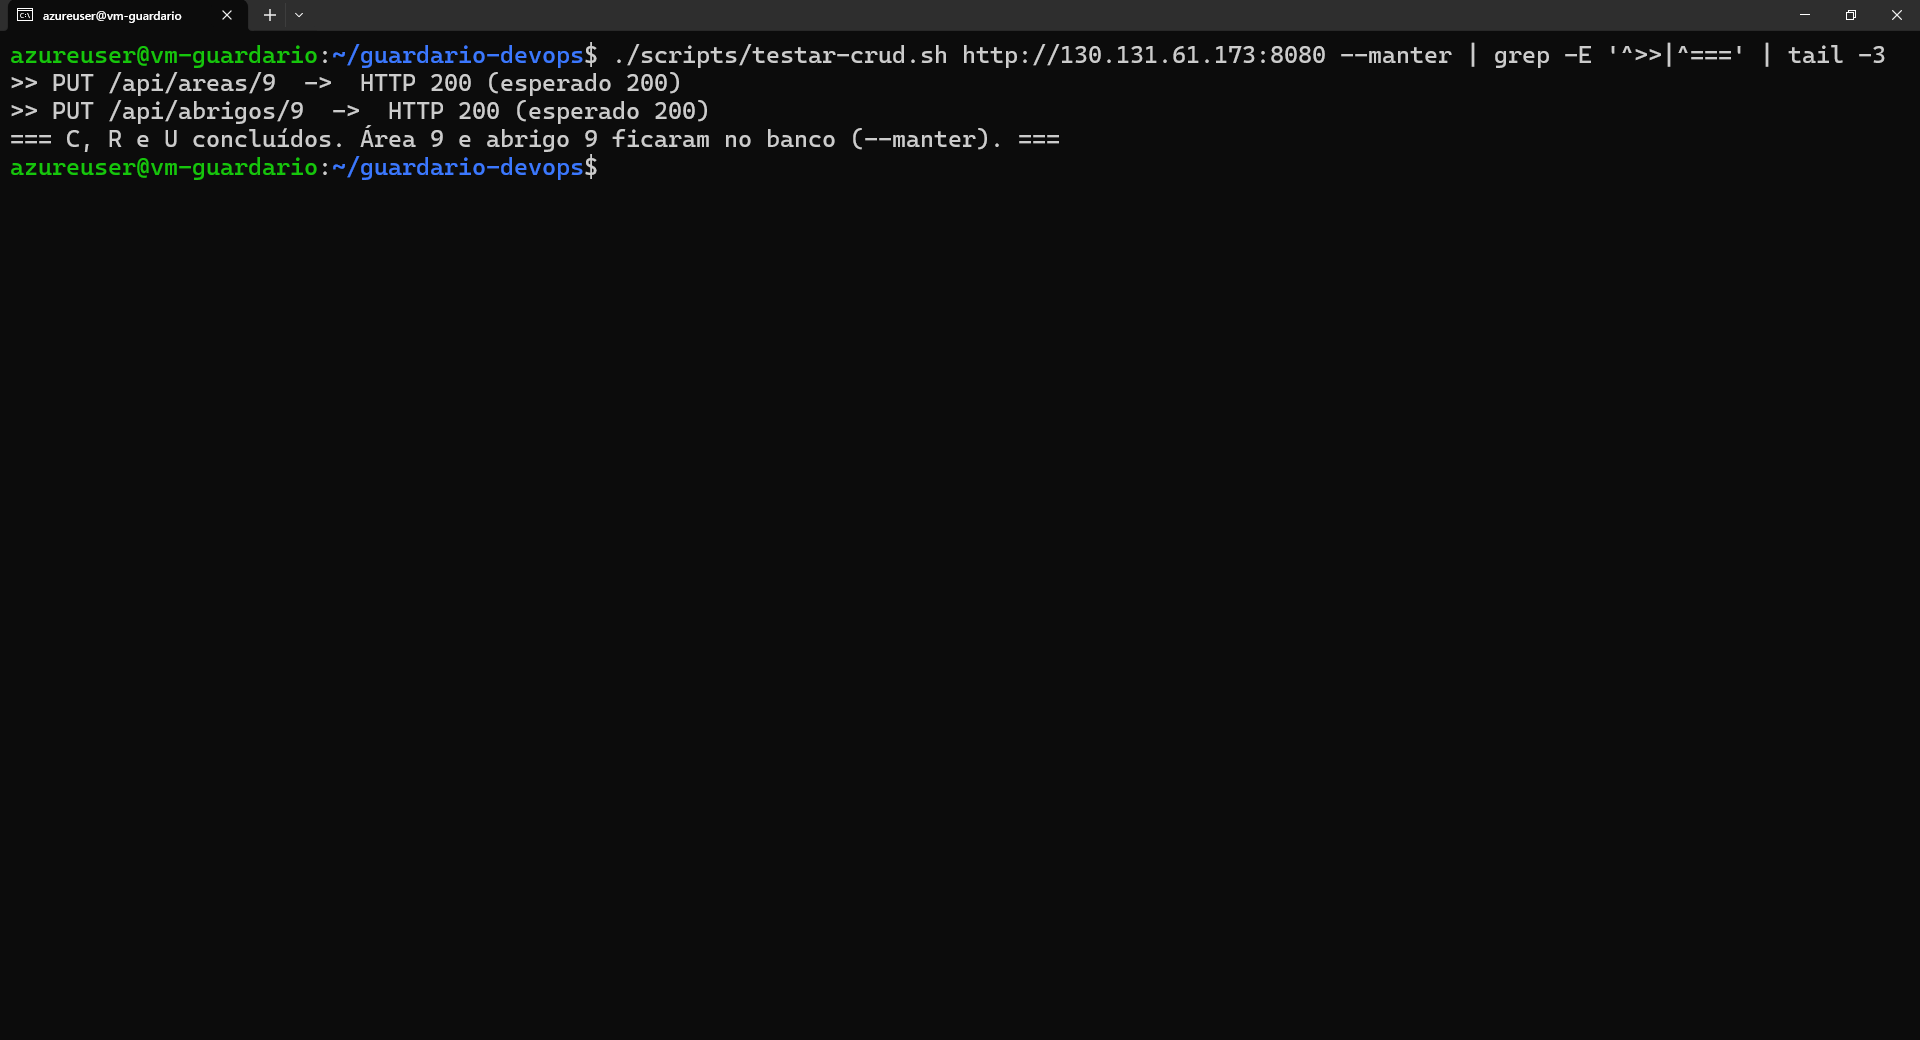 azureuser@vm-guardario
azureuser@vm-guardario:~/guardario-devops$ ./scripts/testar-crud.sh http://130.131.61.173:8080 --manter | grep -E '^>>|^===' | tail -3
>> PUT /api/areas/9  ->  HTTP 200 (esperado 200)
>> PUT /api/abrigos/9  ->  HTTP 200 (esperado 200)
=== C, R e U concluídos. Área 9 e abrigo 9 ficaram no banco (--manter). ===
azureuser@vm-guardario:~/guardario-devops$